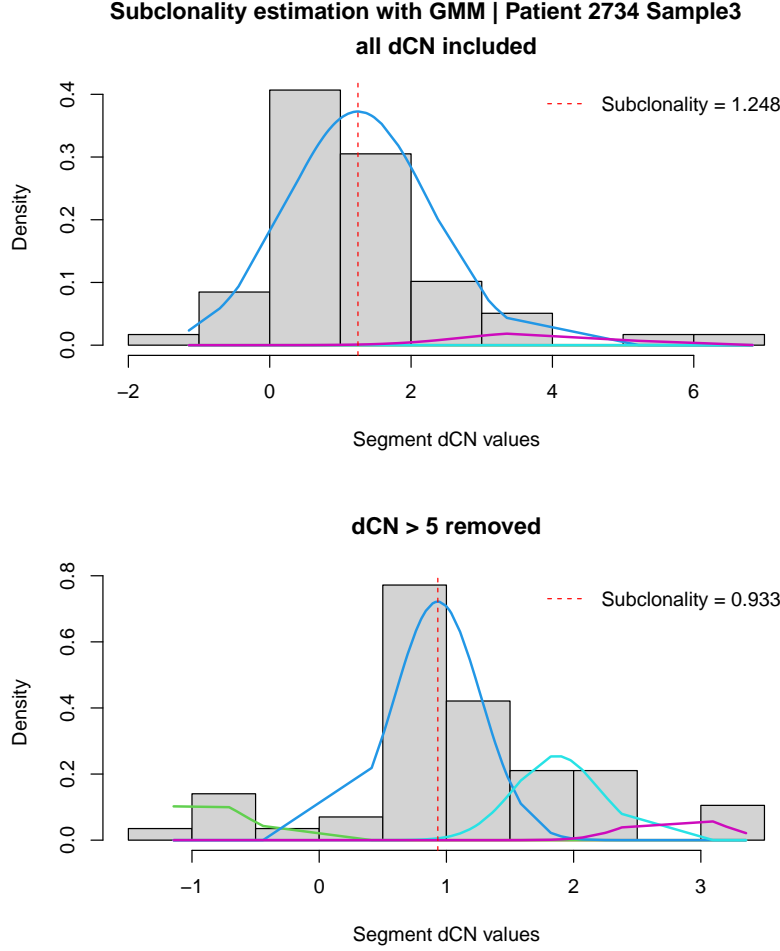 Subclonality estimation with GMM | Patient 2734 Sample3
all dCN included
Subclonality = 1.248
Density
0.0
0.1
0.2
0.3
0.4
−2
0
2
4
6
Segment dCN values
dCN > 5 removed
Subclonality = 0.933
Density
0.0
0.2
0.4
0.6
0.8
−1
0
1
2
3
Segment dCN values